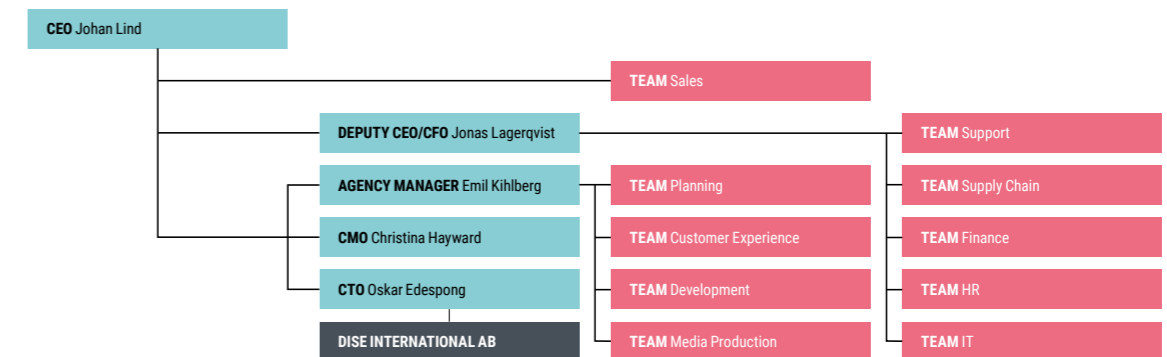 CEO Johan Lind
TEAM Sales
DEPUTY CEO/CFO Jonas Lagerqvist
TEAM Support
AGENCY MANAGER Emil Kihlberg
TEAM Planning
TEAM Supply Chain
CMO Christina Hayward
TEAM Customer Experience
TEAM Finance
CTO Oskar Edespong
TEAM Development
TEAM HR
DISE INTERNATIONAL AB
TEAM Media Production
TEAM IT